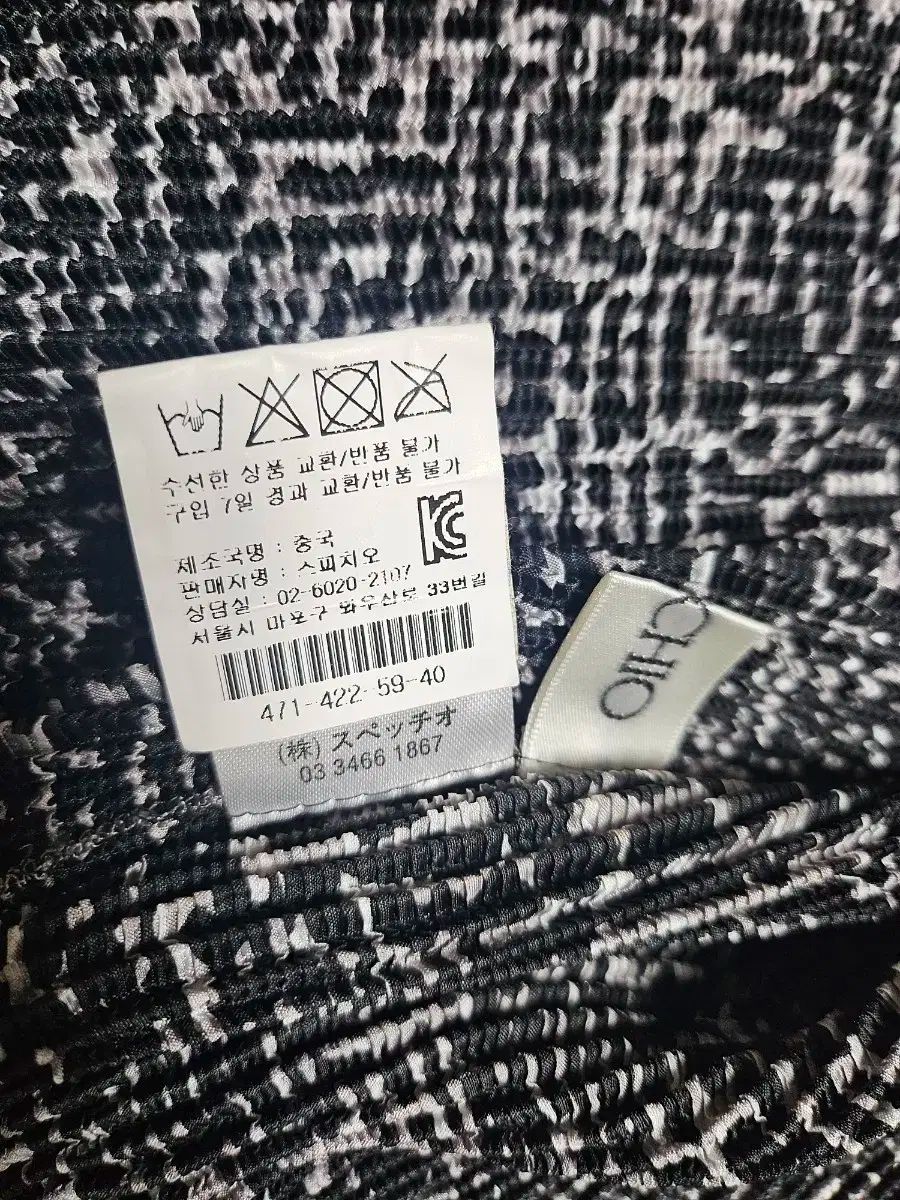 수선한 상품 교환/반품 불가
구입 7일 경과 교환/반품 불가
KC
제조국명 : 중국
판매자명 : 스피치오
상담실 : 02-6020-2107
서울시 마포구 와우산로 33번길
471-422-59-40
(株) スペッチオ
03 3466 1867
CCHIO